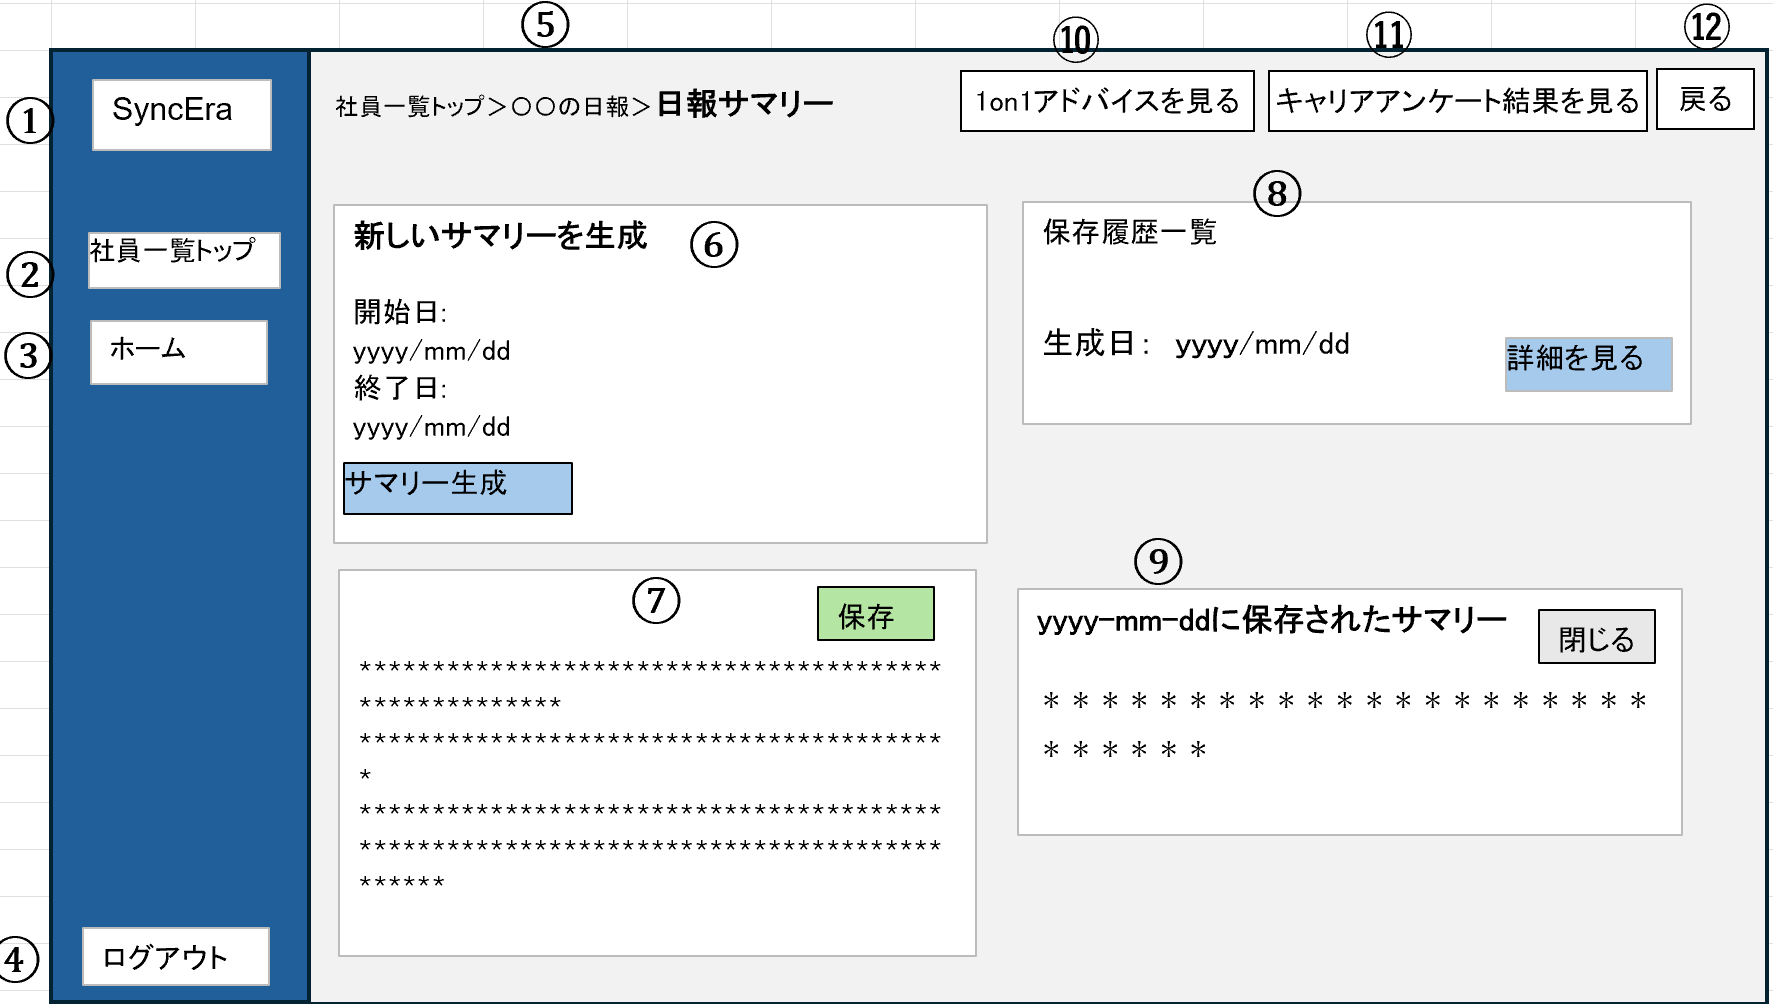 ⑤
⑩
⑪
⑫
①
SyncEra
社員一覧トップ＞〇〇の日報＞日報サマリー
1on1アドバイスを見る
キャリアアンケート結果を見る
戻る
②
社員一覧トップ
③
ホーム
④
ログアウト
新しいサマリーを生成
⑥
開始日:
yyyy/mm/dd
終了日:
yyyy/mm/dd
サマリー生成
⑦
保存
****************************************
**************
****************************************
*
****************************************
****************************************
******
⑧
保存履歴一覧
生成日： yyyy/mm/dd
詳細を見る
⑨
yyyy-mm-ddに保存されたサマリー
閉じる
＊＊＊＊＊＊＊＊＊＊＊＊＊＊＊＊＊＊＊＊＊
＊＊＊＊＊＊